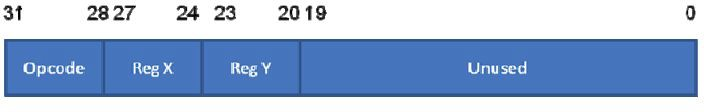 31 28 27 24 23 20 19 0
Opcode Reg X Reg Y Unused